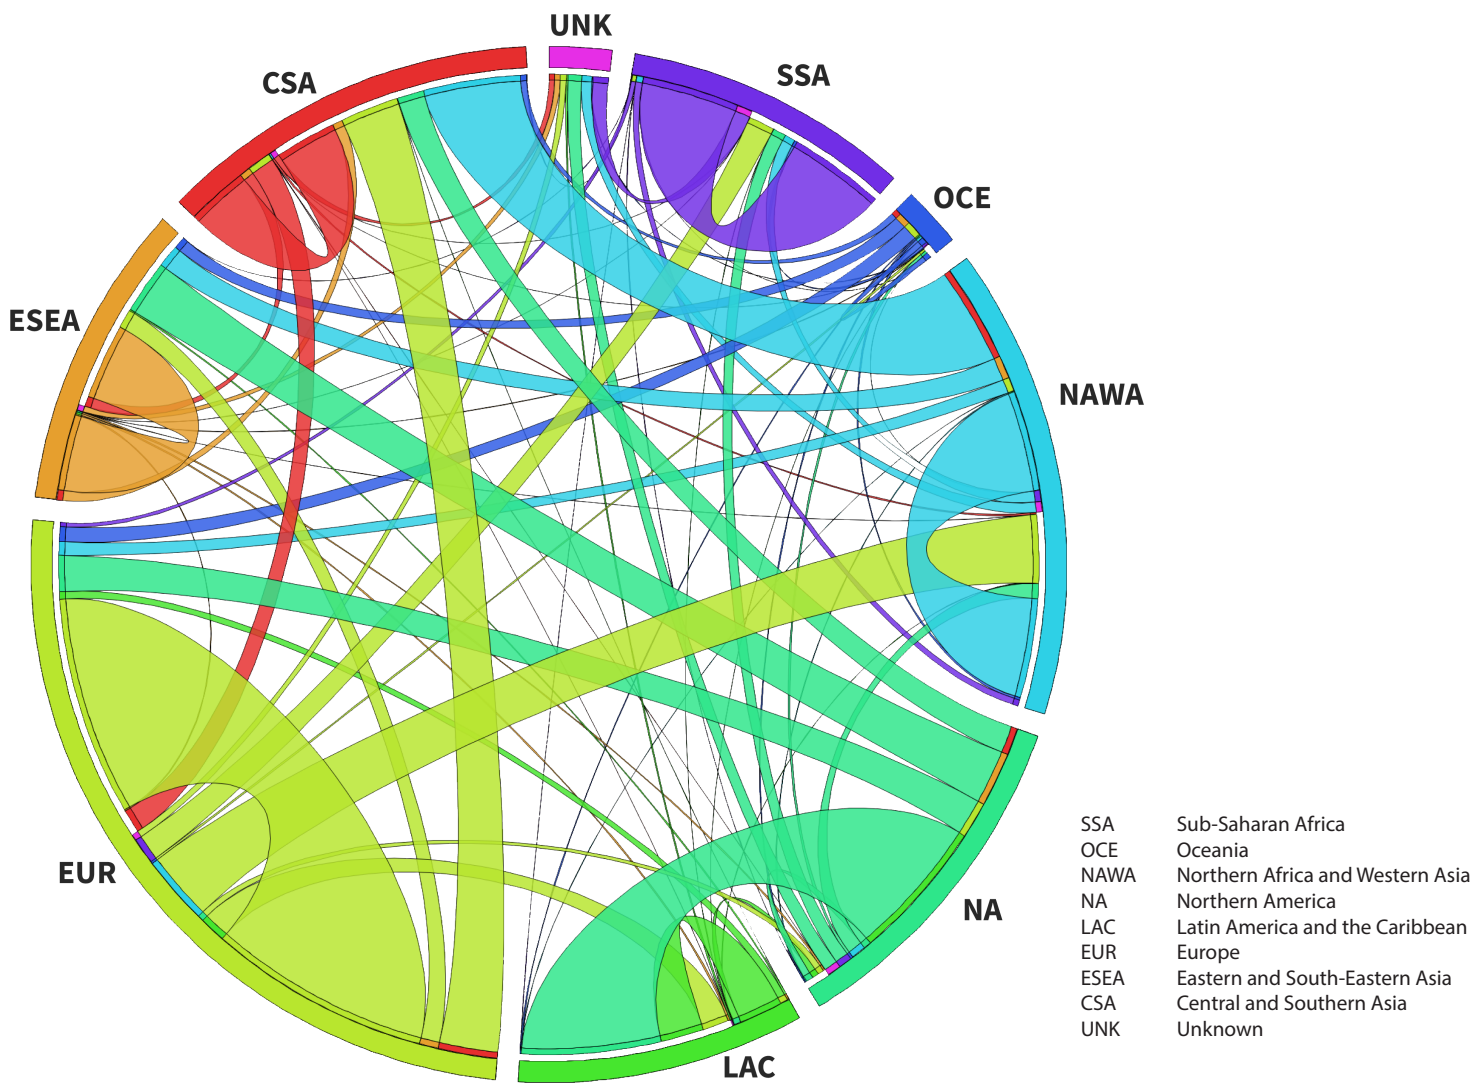 UNK
CSA
SSA
OCE
ESEA
NAWA
EUR
NA
LAC
SSA Sub-Saharan Africa
OCE Oceania
NAWA Northern Africa and Western Asia
NA Northern America
LAC Latin America and the Caribbean
EUR Europe
ESEA Eastern and South-Eastern Asia
CSA Central and Southern Asia
UNK Unknown